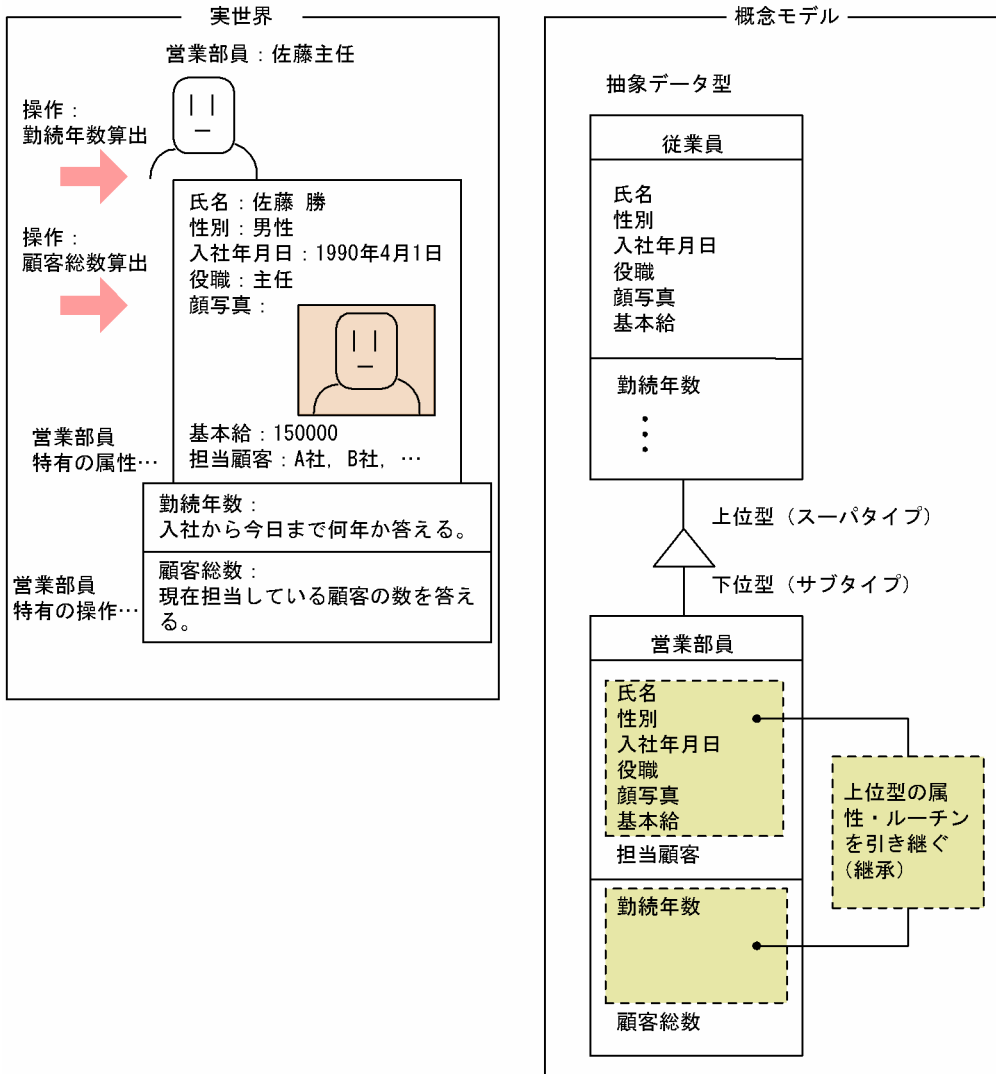 実世界
営業部員：佐藤主任
操作：
勤続年数算出
操作：
顧客総数算出
氏名：佐藤 勝
性別：男性
入社年月日：1990年4月1日
役職：主任
顔写真：
基本給：150000
担当顧客：A社，B社，…
営業部員
特有の属性…
勤続年数：
入社から今日まで何年か答える。
顧客総数：
現在担当している顧客の数を答え
る。
営業部員
特有の操作…
概念モデル
抽象データ型
従業員
氏名
性別
入社年月日
役職
顔写真
基本給
勤続年数
上位型（スーパタイプ）
下位型（サブタイプ）
営業部員
氏名
性別
入社年月日
役職
顔写真
基本給
担当顧客
勤続年数
顧客総数
上位型の属
性・ルーチン
を引き継ぐ
(継承)